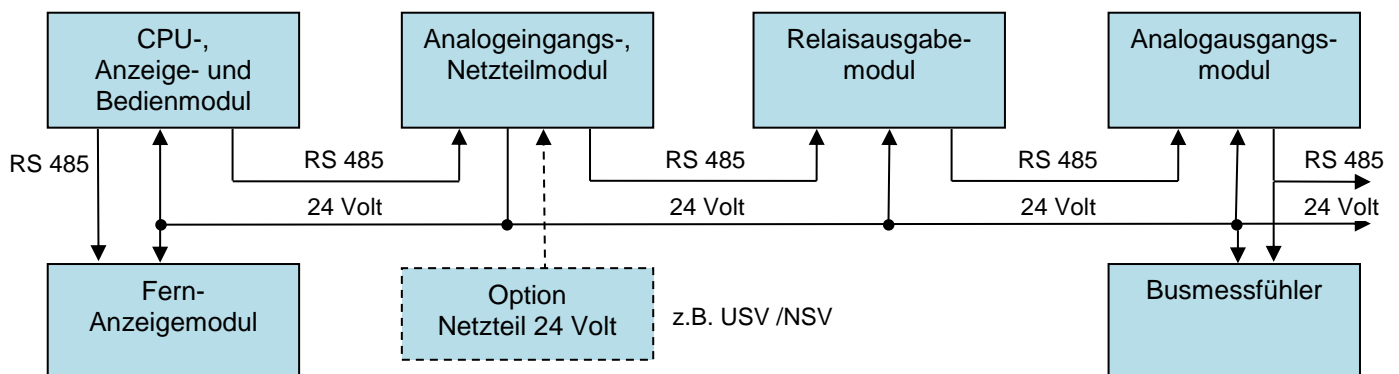 CPU-,
Anzeige- und
Bedienmodul
Analogeingangs-,
Netzteilmodul
Relaisausgabe-
modul
Analogausgangs-
modul
RS 485
RS 485
RS 485
RS 485
RS 485
24 Volt
24 Volt
24 Volt
24 Volt
Fern-
Anzeigemodul
Option
Netzteil 24 Volt
z.B. USV /NSV
Busmessfühler